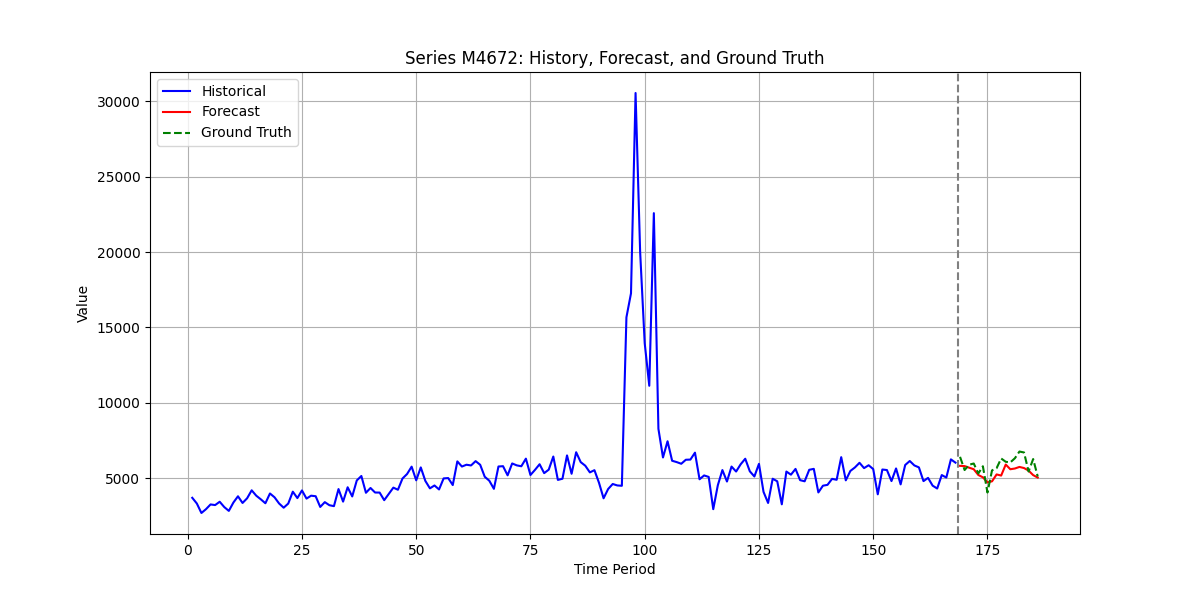 Series M4672: History, Forecast, and Ground Truth
Historical
Forecast
Ground Truth
30000
25000
20000
15000
10000
5000
Value
0 25 50 75 100 125 150 175
Time Period